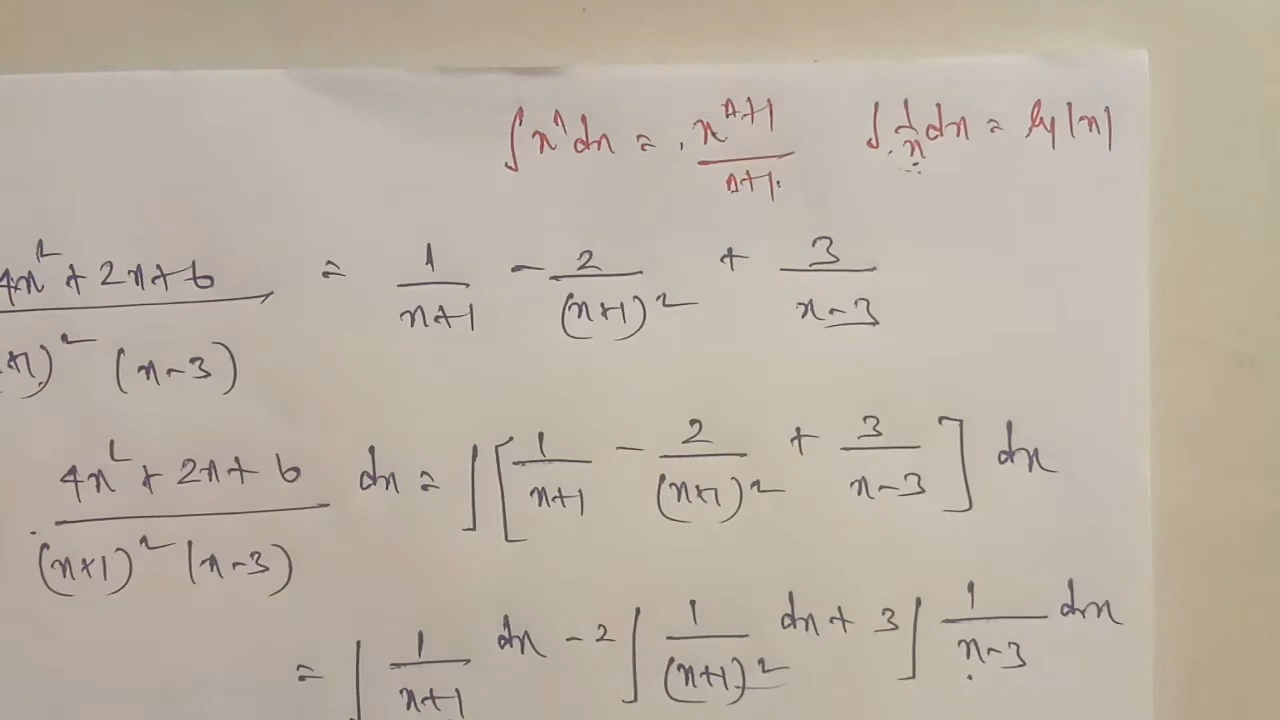 ∫x^n dx = x^(n+1)/(n+1)   ∫1/x dx = log|x|
4x² + 2x + 6 / (x+1)² (x-3) = 1/(x+1) - 2/(x+1)² + 3/(x-3)
4x² + 2x + 6 / (x+1)² (x-3) dx = ∫[1/(x+1) - 2/(x+1)² + 3/(x-3)] dx
= ∫ 1/(x+1) dx - 2∫ 1/(x+1)² dx + 3∫ 1/(x-3) dx